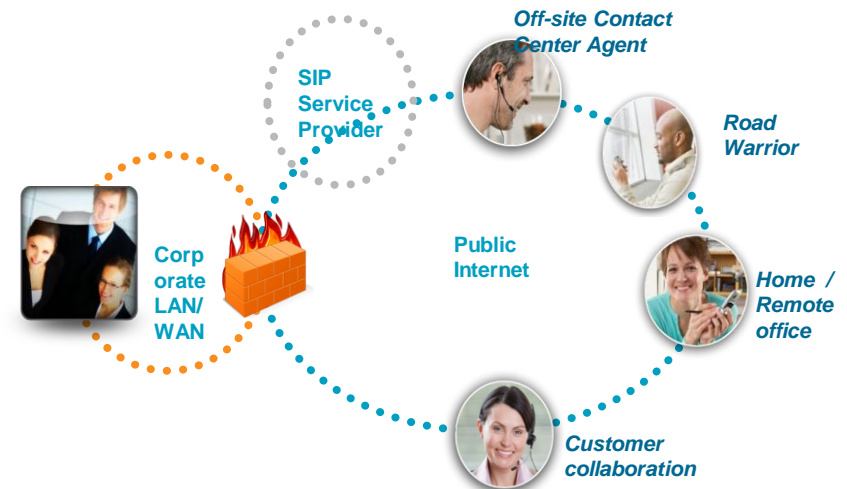 Off-site Contact
Center Agent
SIP
Service
Provider
Road
Warrior
Corp
orate
LAN/
WAN
Public
Internet
Home /
Remote
office
Customer
collaboration